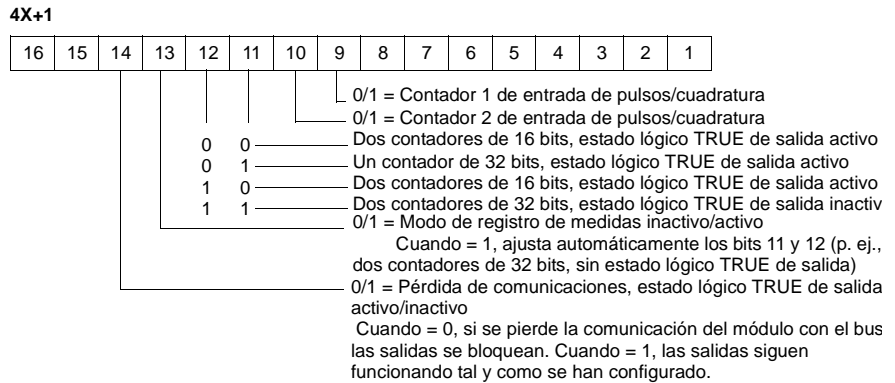 4X+1
16 15 14 13 12 11 10 9 8 7 6 5 4 3 2 1
0/1 = Contador 1 de entrada de pulsos/cuadratura
0/1 = Contador 2 de entrada de pulsos/cuadratura
0 0 Dos contadores de 16 bits, estado lógico TRUE de salida activo
0 1 Un contador de 32 bits, estado lógico TRUE de salida activo
1 0 Dos contadores de 16 bits, estado lógico TRUE de salida activo
1 1 Dos contadores de 32 bits, estado lógico TRUE de salida inactiv
0/1 = Modo de registro de medidas inactivo/activo
Cuando = 1, ajusta automáticamente los bits 11 y 12 (p. ej.,
dos contadores de 32 bits, sin estado lógico TRUE de salida)
0/1 = Pérdida de comunicaciones, estado lógico TRUE de salida
activo/inactivo
Cuando = 0, si se pierde la comunicación del módulo con el bus
las salidas se bloquean. Cuando = 1, las salidas siguen
funcionando tal y como se han configurado.